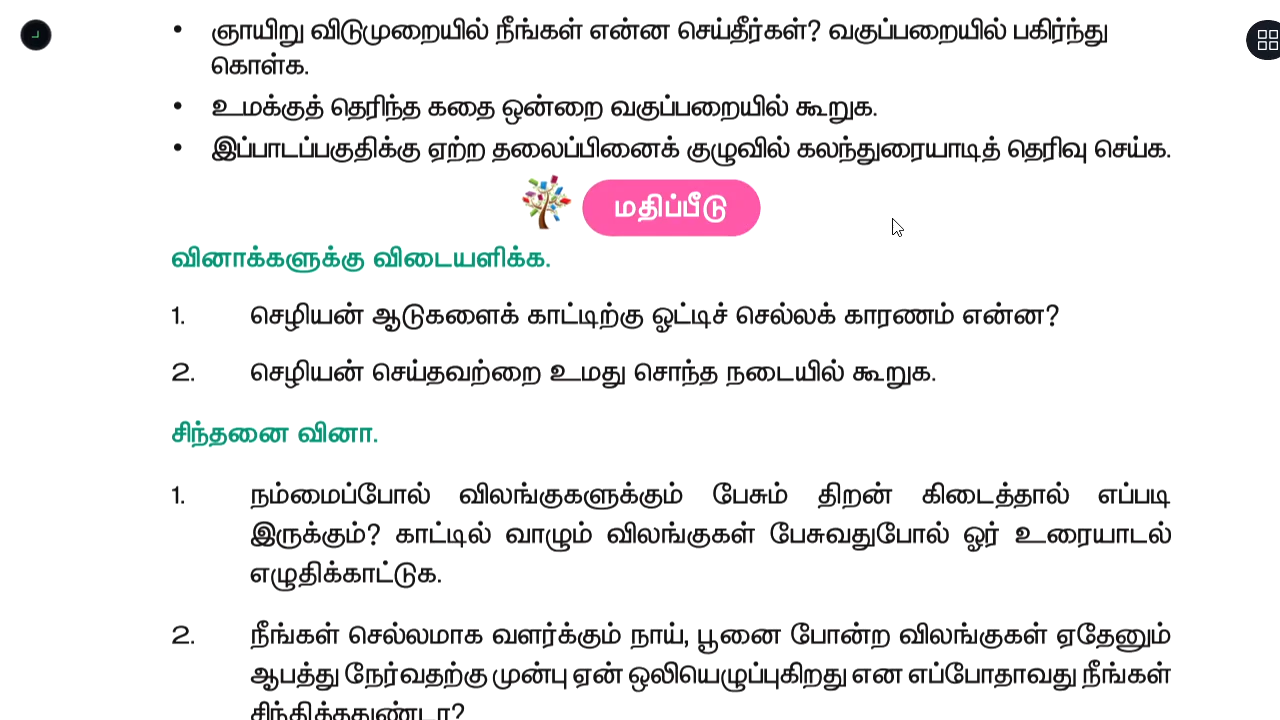 • ஞாயிறு விடுமுறையில் நீங்கள் என்ன செய்தீர்கள்? வகுப்பறையில் பகிர்ந்து
கொள்க.
• உமக்குத் தெரிந்த கதை ஒன்றை வகுப்பறையில் கூறுக.
• இப்பாடப்பகுதிக்கு ஏற்ற தலைப்பினைக் குழுவில் கலந்துரையாடித் தெரிவு செய்க.
மதிப்பீடு
வினாக்களுக்கு விடையளிக்க.
1. செழியன் ஆடுகளைக் காட்டிற்கு ஓட்டிச் செல்லக் காரணம் என்ன?
2. செழியன் செய்தவற்றை உமது சொந்த நடையில் கூறுக.
சிந்தனை வினா.
1. நம்மைப்போல் விலங்குகளுக்கும் பேசும் திறன் கிடைத்தால் எப்படி
இருக்கும்? காட்டில் வாழும் விலங்குகள் பேசுவதுபோல் ஓர் உரையாடல்
எழுதிக்காட்டுக.
2. நீங்கள் செல்லமாக வளர்க்கும் நாய், பூனை போன்ற விலங்குகள் ஏதேனும்
ஆபத்து நேர்வதற்கு முன்பு ஏன் ஒலியெழுப்புகிறது என எப்போதாவது நீங்கள்
சிந்தித்ததுண்டா?